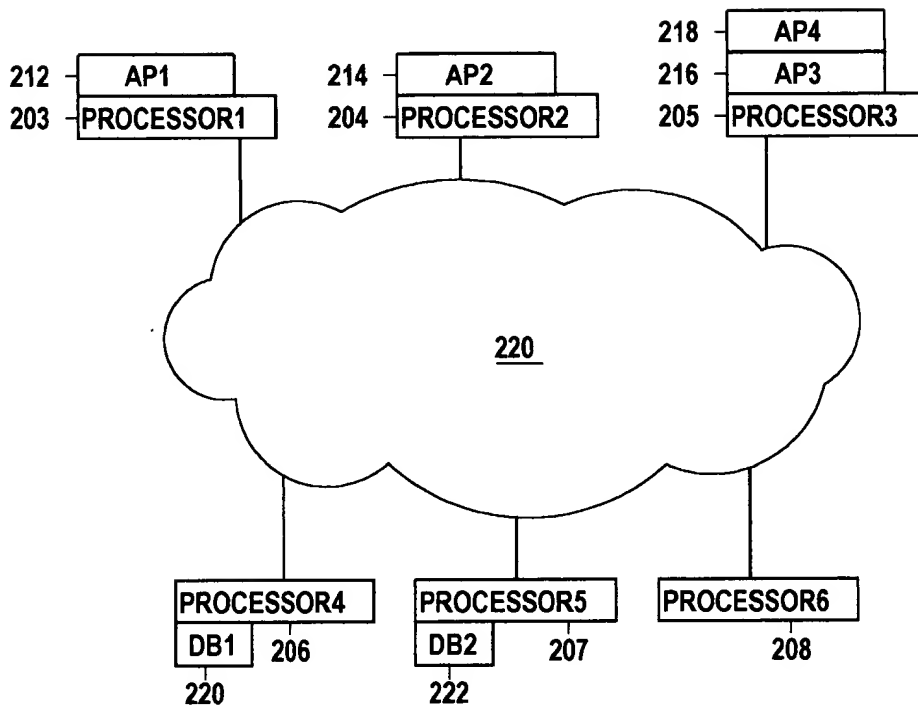 218 AP4
212 AP1 214 AP2 216 AP3
203 PROCESSOR1 204 PROCESSOR2 205 PROCESSOR3
220
PROCESSOR4 PROCESSOR5 PROCESSOR6
DB1 206 DB2 207 208
220 222